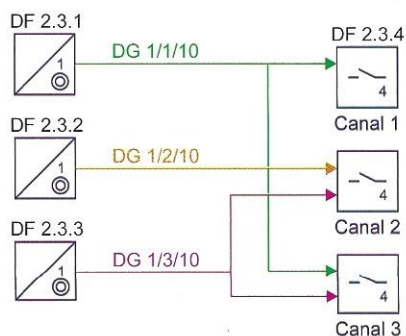 DF 2.3.1
DF 2.3.4
DG 1/1/10
1
4
Canal 1
DF 2.3.2
DG 1/2/10
1
4
Canal 2
DF 2.3.3
DG 1/3/10
1
4
Canal 3